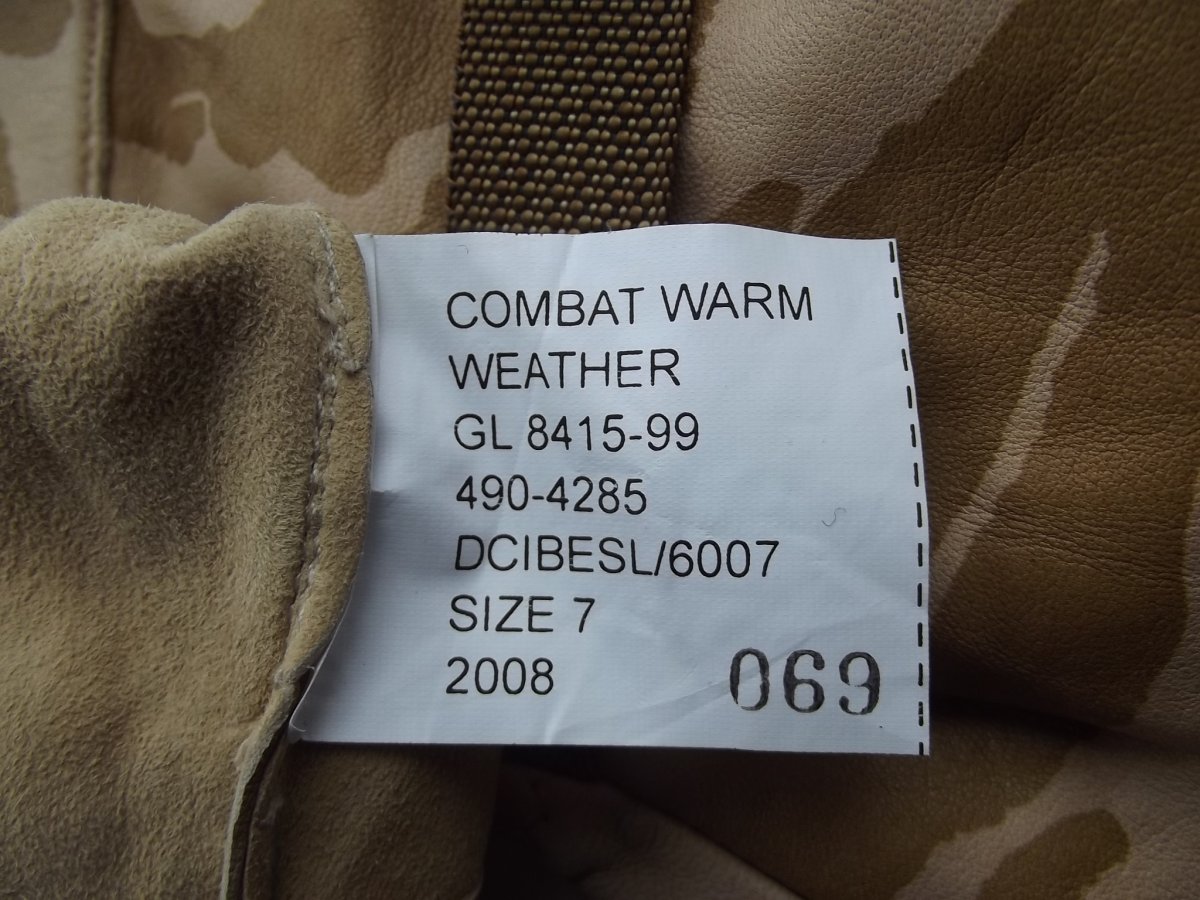 COMBAT WARM
WEATHER
GL 8415-99
490-4285
DCIBESL/6007
SIZE 7
2008
069